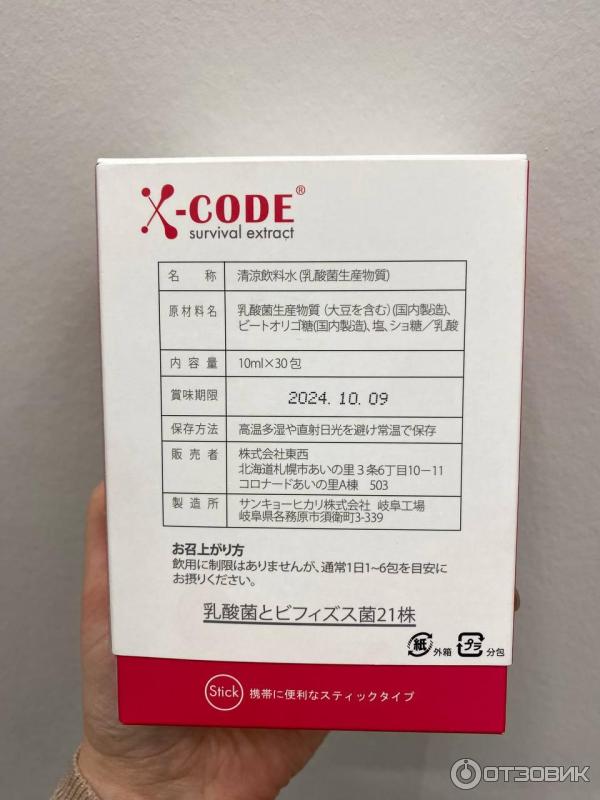 X-CODE®
survival extract
名 称 清涼飲料水(乳酸菌生産物質)
原材料名 乳酸菌生産物質(大豆を含む)(国内製造)、
ビートオリゴ糖(国内製造)、塩、ショ糖／乳酸
内 容 量 10ml×30包
賞味期限 2024. 10. 09
保存方法 高温多湿や直射日光を避け常温で保存
販 売 者 株式会社東西
北海道札幌市あいの里3条6丁目10-11
コロナードあいの里A棟 503
製 造 所 サンキョーヒカリ株式会社 岐阜工場
岐阜県各務原市須衛町3-339
お召上がり方
飲用に制限はありませんが、通常1日1~6包を目安に
お摂りください。
乳酸菌とビフィズス菌21株
紙 外箱 プラ 分包
Stick 携帯に便利なスティックタイプ
ОТЗОВИК